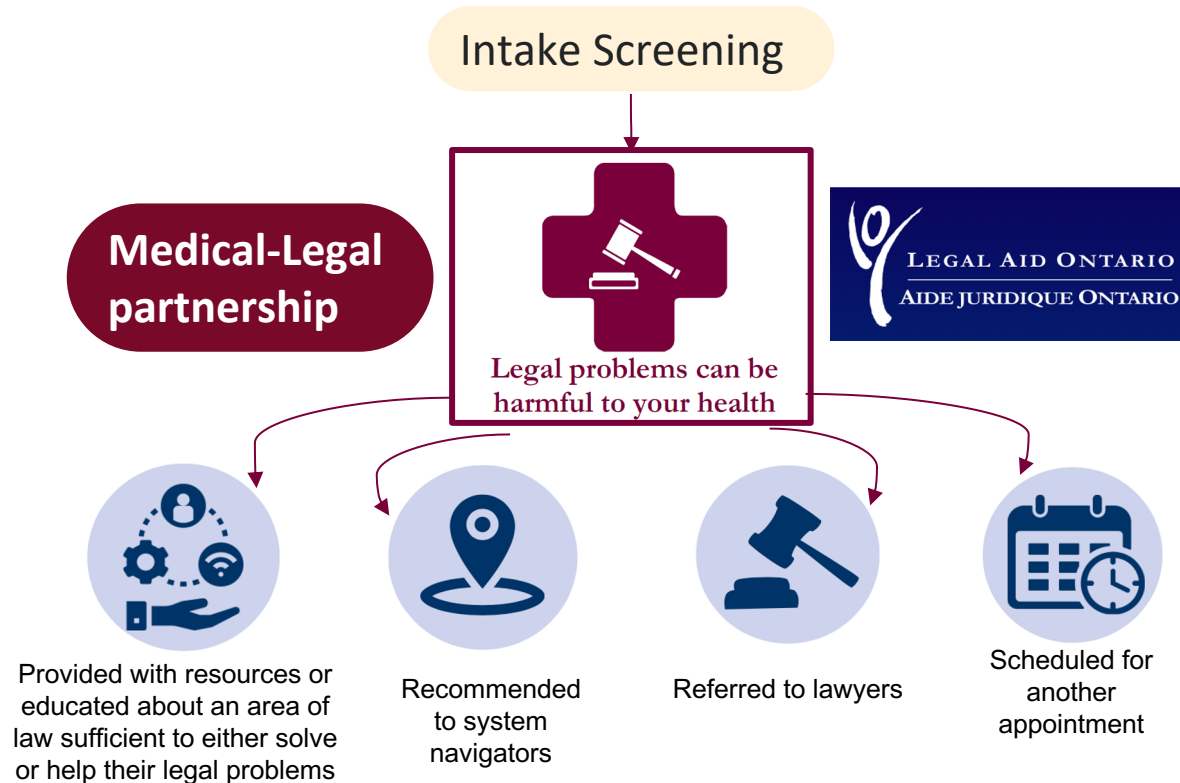 Intake Screening
Medical-Legal
partnership
Legal problems can be
harmful to your health
LEGAL AID ONTARIO
AIDE JURIDIQUE ONTARIO
Provided with resources or
educated about an area of
law sufficient to either solve
or help their legal problems
Recommended
to system
navigators
Referred to lawyers
Scheduled for
another
appointment